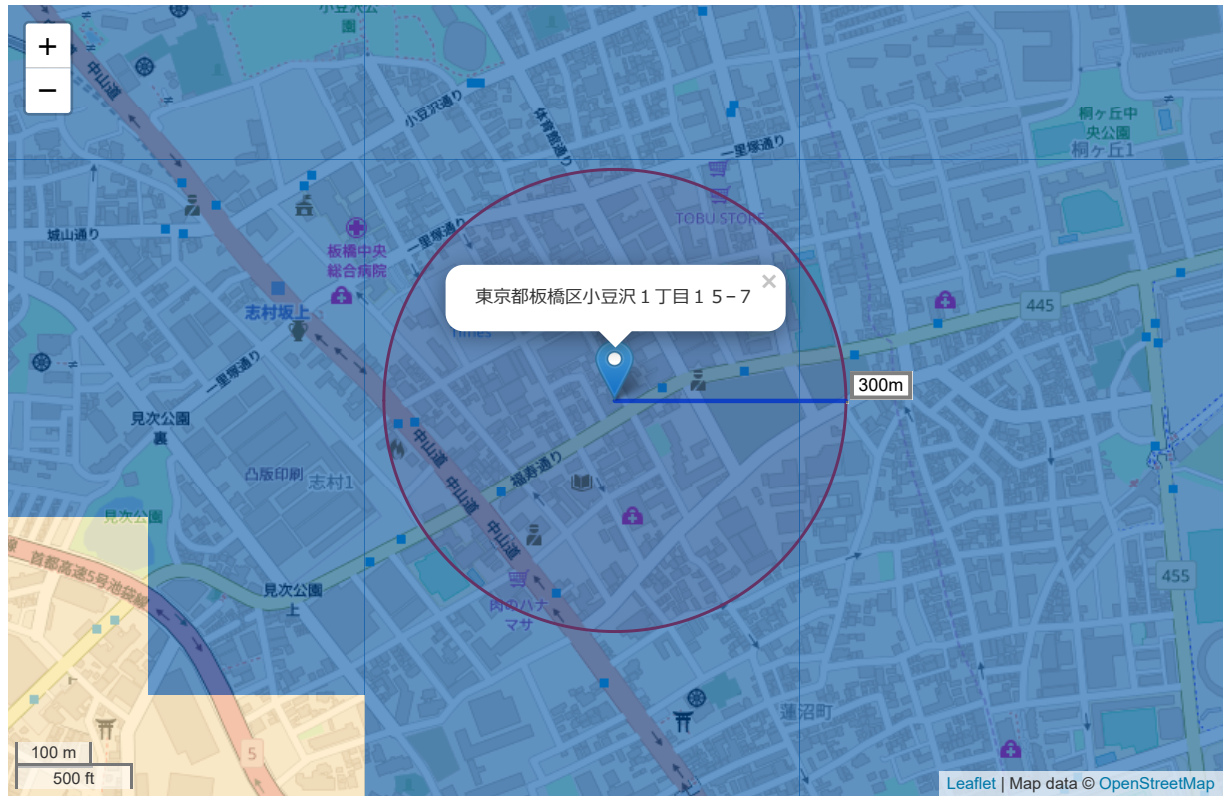 +
−
小豆沢公
園
中山道
小豆沢通り
体育館通り
一里塚通り
桐ヶ丘中
央公園
桐ヶ丘1
TOBU STORE
城山通り
一里塚通り
板橋中央
総合病院
東京都板橋区小豆沢１丁目１５−７
×
志村坂上
445
一里塚通り
300m
見次公園
裏
中山道
福寿通り
凸版印刷
志村1
中山道
見次公園
中山道
首都高速5号池袋線
455
見次公園
上
肉のハナ
マサ
蓮沼町
5
100 m
500 ft
Leaflet | Map data © OpenStreetMap